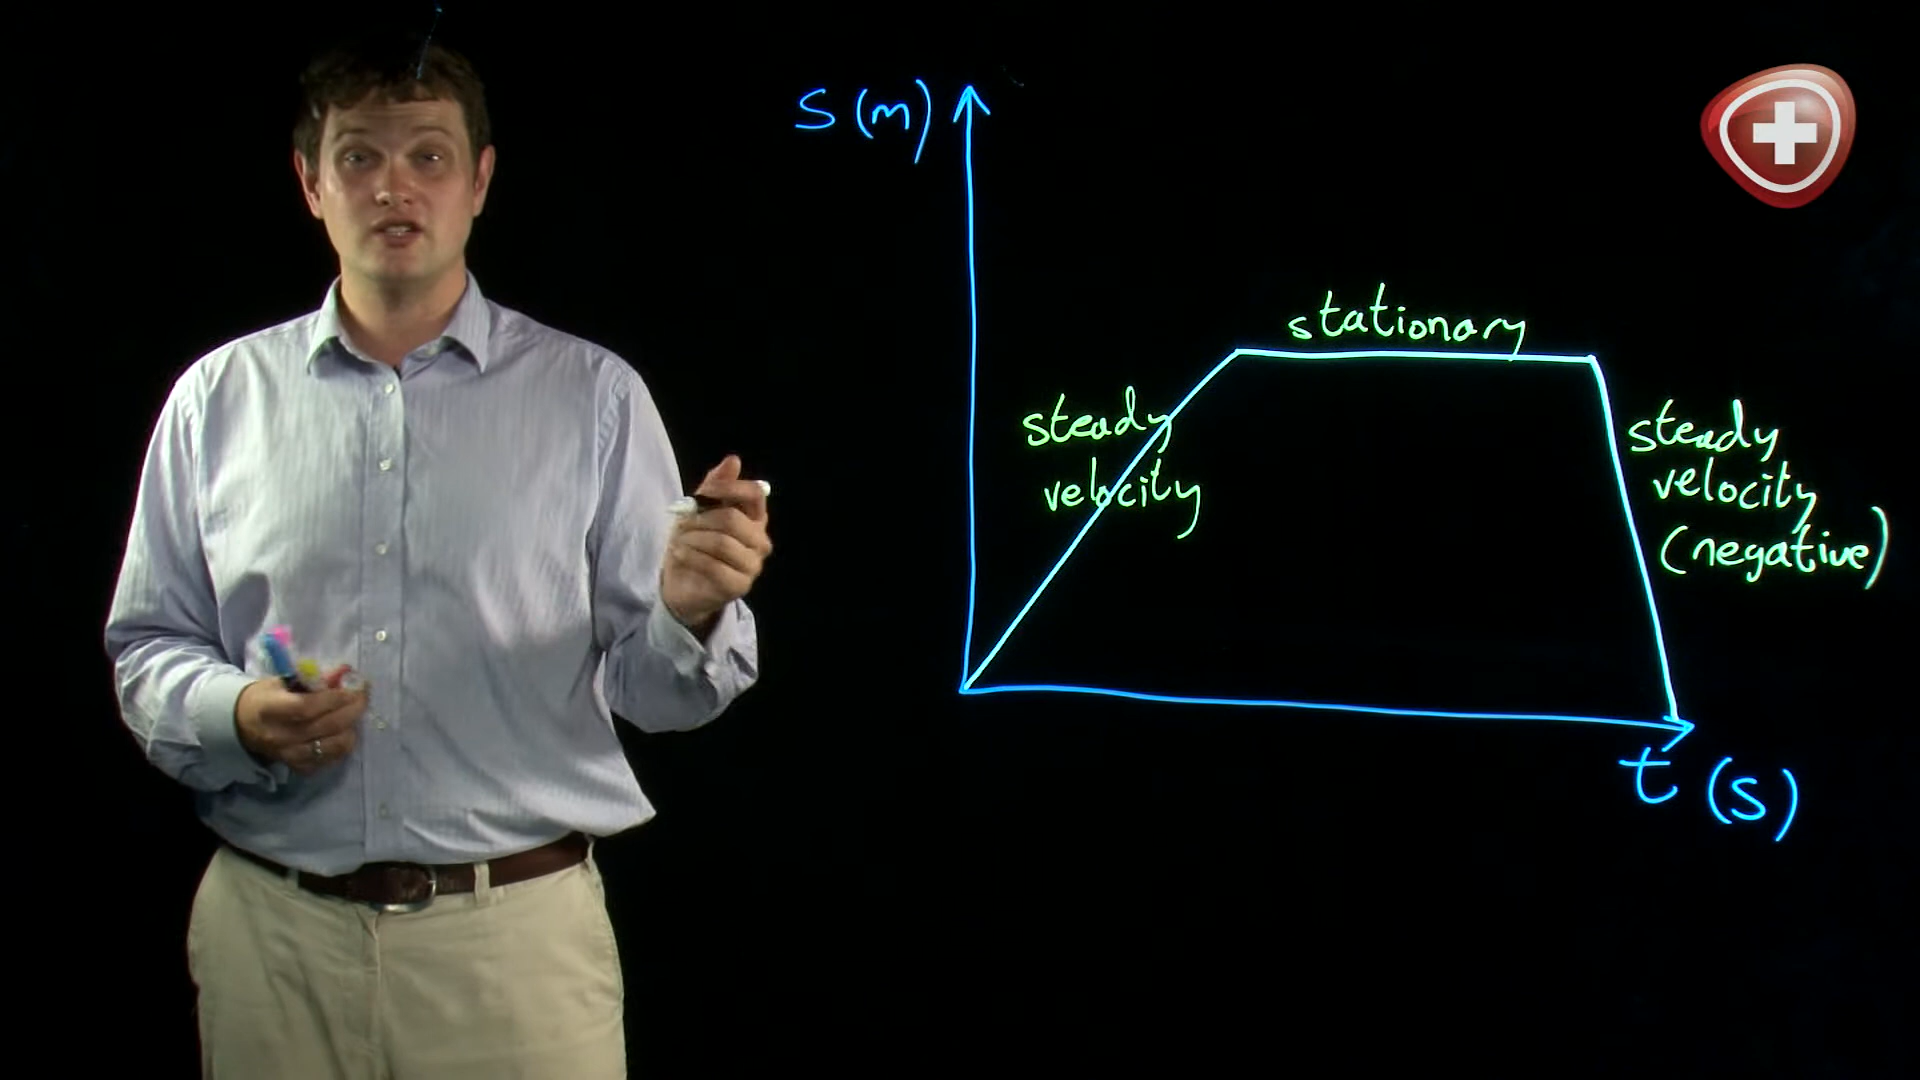 s (m)
stationary
steady
velocity
steady
velocity
(negative)
t (s)